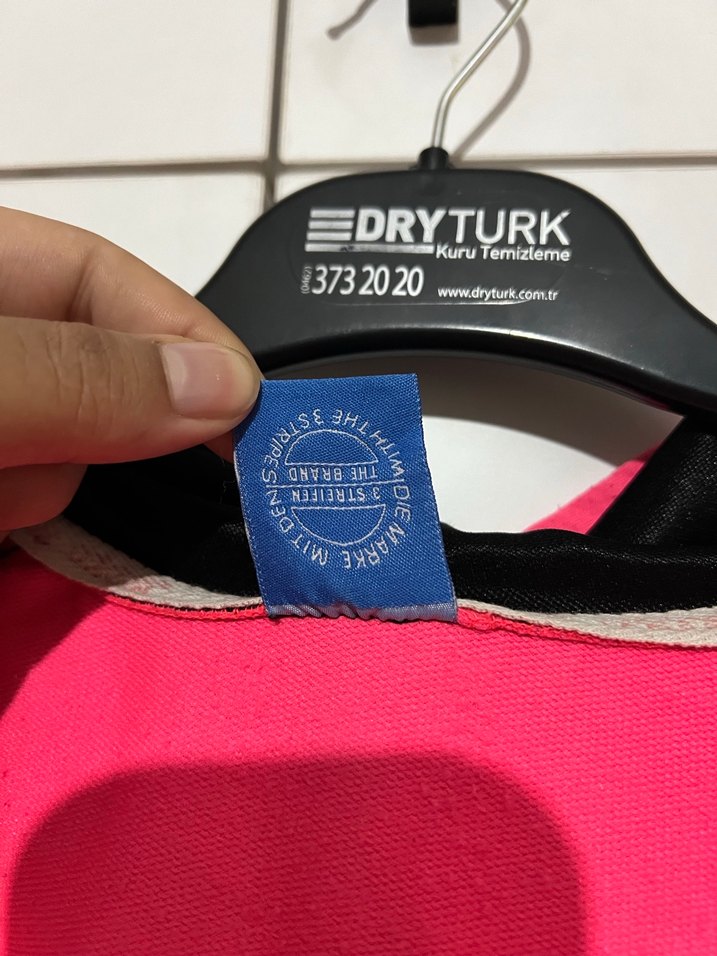 DRYTURK
Kuru Temizleme
(0462) 373 20 20
www.dryturk.com.tr
DIE MARKE MIT DEN
3 STREIFEN
THE BRAND
WITH THE 3 STRIPES